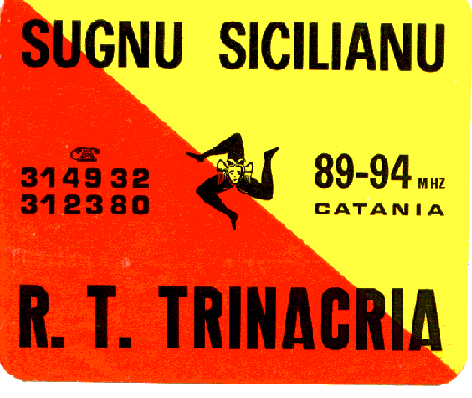 SUGNU SICILIANU
314932
312380
89-94 MHZ
CATANIA
R. T. TRINACRIA